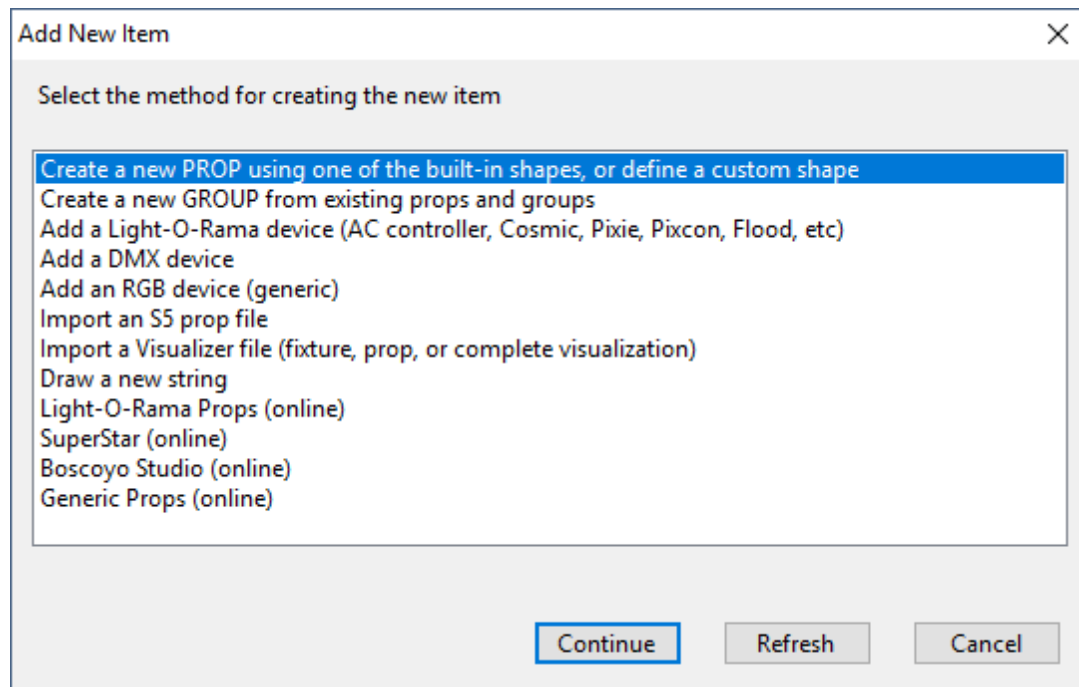 Add New Item
Select the method for creating the new item
Create a new PROP using one of the built-in shapes, or define a custom shape
Create a new GROUP from existing props and groups
Add a Light-O-Rama device (AC controller, Cosmic, Pixie, Pixcon, Flood, etc)
Add a DMX device
Add an RGB device (generic)
Import an S5 prop file
Import a Visualizer file (fixture, prop, or complete visualization)
Draw a new string
Light-O-Rama Props (online)
SuperStar (online)
Boscoyo Studio (online)
Generic Props (online)
Continue Refresh Cancel